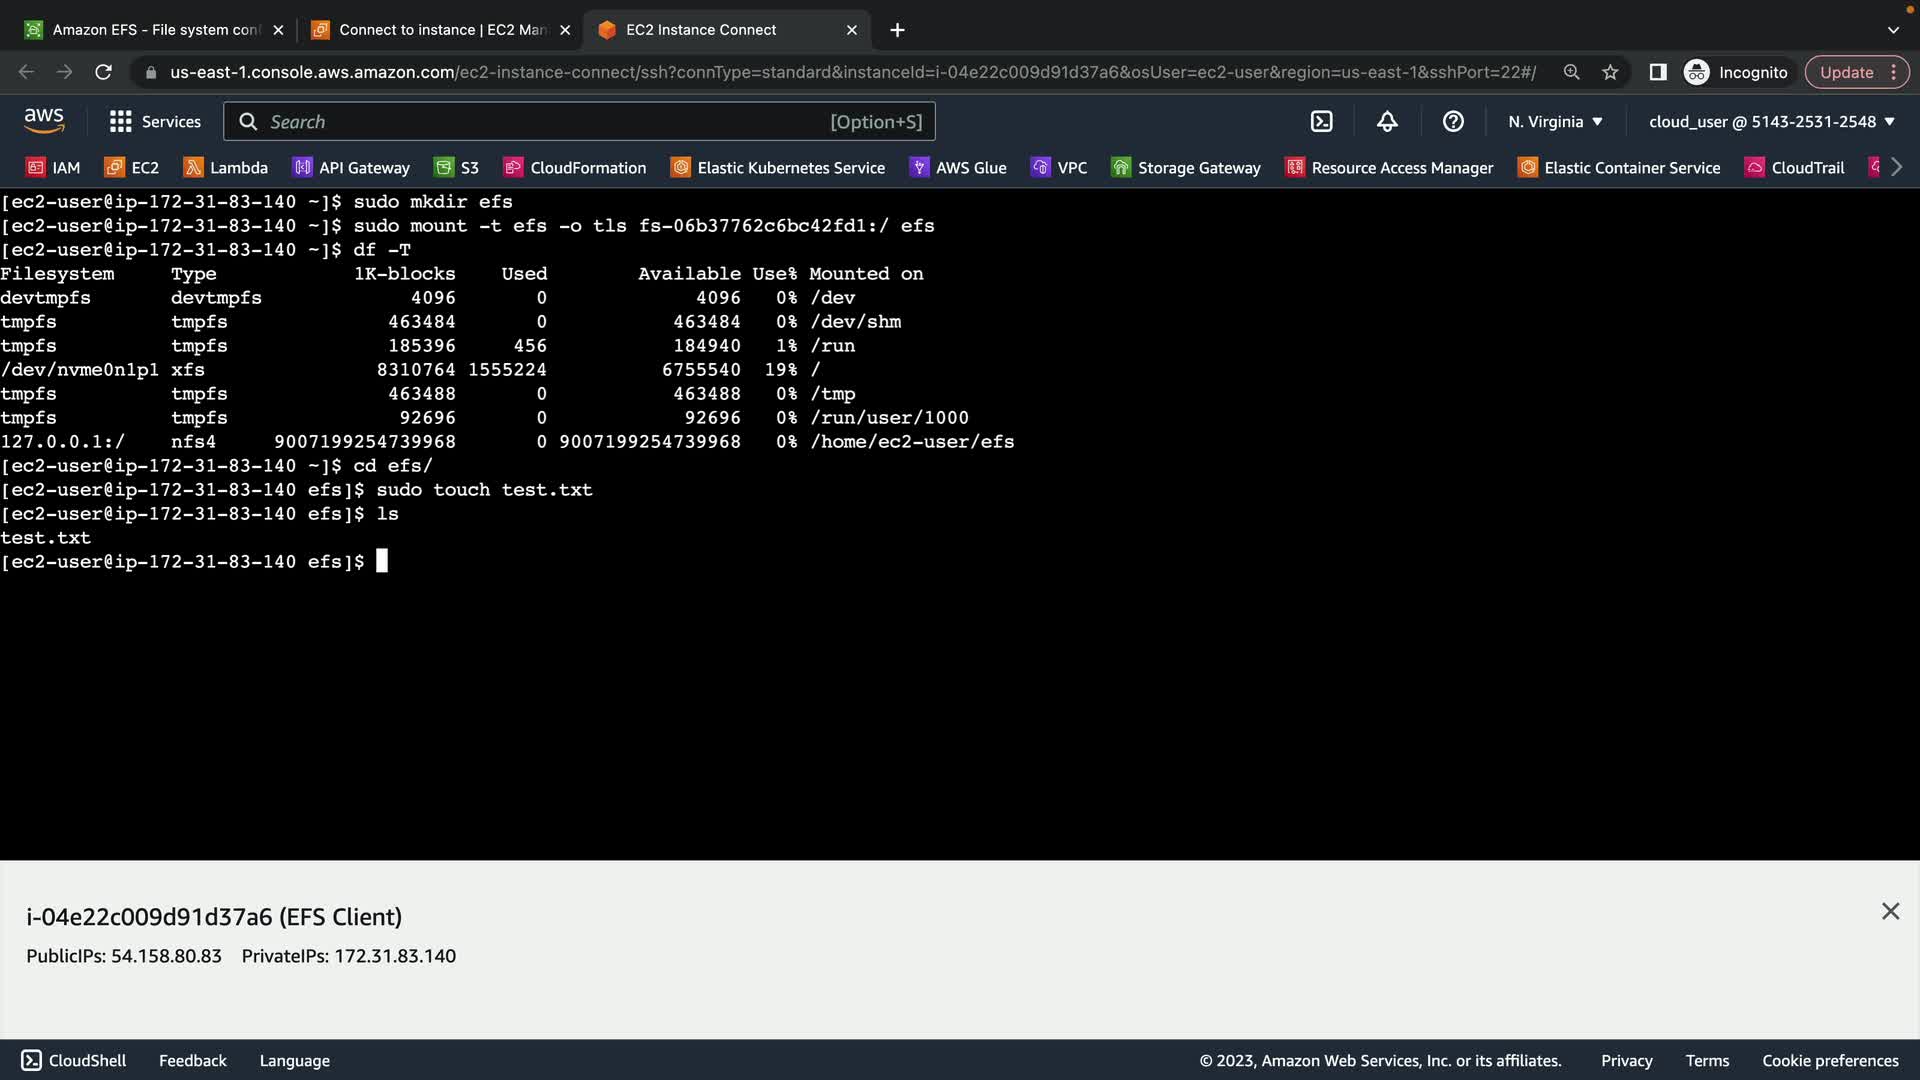 Amazon EFS - File system conf
Connect to instance | EC2 Man
EC2 Instance Connect
us-east-1.console.aws.amazon.com/ec2-instance-connect/ssh?connType=standard&instanceId=i-04e22c009d91d37a6&osUser=ec2-user&region=us-east-1&sshPort=22#/
Incognito
Update
aws
Services
Search
[Option+S]
N. Virginia
cloud_user @ 5143-2531-2548
IAM
EC2
Lambda
API Gateway
S3
CloudFormation
Elastic Kubernetes Service
AWS Glue
VPC
Storage Gateway
Resource Access Manager
Elastic Container Service
CloudTrail
[ec2-user@ip-172-31-83-140 ~]$ sudo mkdir efs
[ec2-user@ip-172-31-83-140 ~]$ sudo mount -t efs -o tls fs-06b37762c6bc42fd1:/ efs
[ec2-user@ip-172-31-83-140 ~]$ df -T
Filesystem     Type           1K-blocks    Used        Available Use% Mounted on
devtmpfs       devtmpfs             4096       0             4096   0% /dev
tmpfs          tmpfs              463484       0           463484   0% /dev/shm
tmpfs          tmpfs              185396     456           184940   1% /run
/dev/nvme0n1p1 xfs               8310764 1555224          6755540  19% /
tmpfs          tmpfs              463488       0           463488   0% /tmp
tmpfs          tmpfs               92696       0            92696   0% /run/user/1000
127.0.0.1:/    nfs4     9007199254739968       0 9007199254739968   0% /home/ec2-user/efs
[ec2-user@ip-172-31-83-140 ~]$ cd efs/
[ec2-user@ip-172-31-83-140 efs]$ sudo touch test.txt
[ec2-user@ip-172-31-83-140 efs]$ ls
test.txt
[ec2-user@ip-172-31-83-140 efs]$
i-04e22c009d91d37a6 (EFS Client)
PublicIPs: 54.158.80.83    PrivateIPs: 172.31.83.140
CloudShell
Feedback
Language
© 2023, Amazon Web Services, Inc. or its affiliates.
Privacy
Terms
Cookie preferences